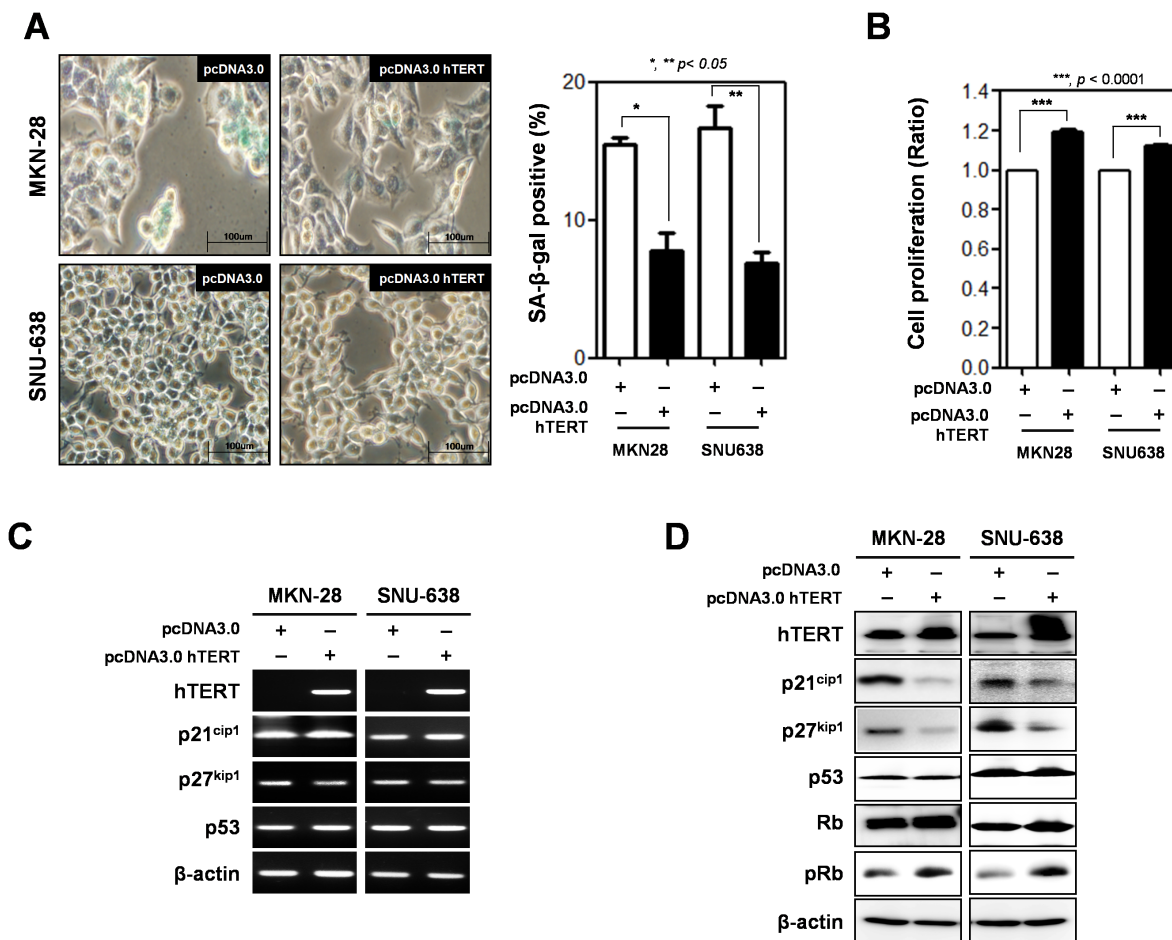 A
pcDNA3.0
pcDNA3.0 hTERT
MKN-28
100um
100um
pcDNA3.0
pcDNA3.0 hTERT
SNU-638
100um
100um
*, ** p< 0.05
SA-β-gal positive (%)
20
10
0
*
**
pcDNA3.0 + – + –
pcDNA3.0 hTERT – + – +
MKN28 SNU638
B
***, p < 0.0001
Cell proliferation (Ratio)
1.4
1.2
1.0
0.8
0.6
0.4
0.2
0.0
***
***
pcDNA3.0 + – + –
pcDNA3.0 hTERT – + – +
MKN28 SNU638
C
MKN-28 SNU-638
pcDNA3.0 + – + –
pcDNA3.0 hTERT – + – +
hTERT
p21cip1
p27kip1
p53
β-actin
D
MKN-28 SNU-638
pcDNA3.0 + – + –
pcDNA3.0 hTERT – + – +
hTERT
p21cip1
p27kip1
p53
Rb
pRb
β-actin